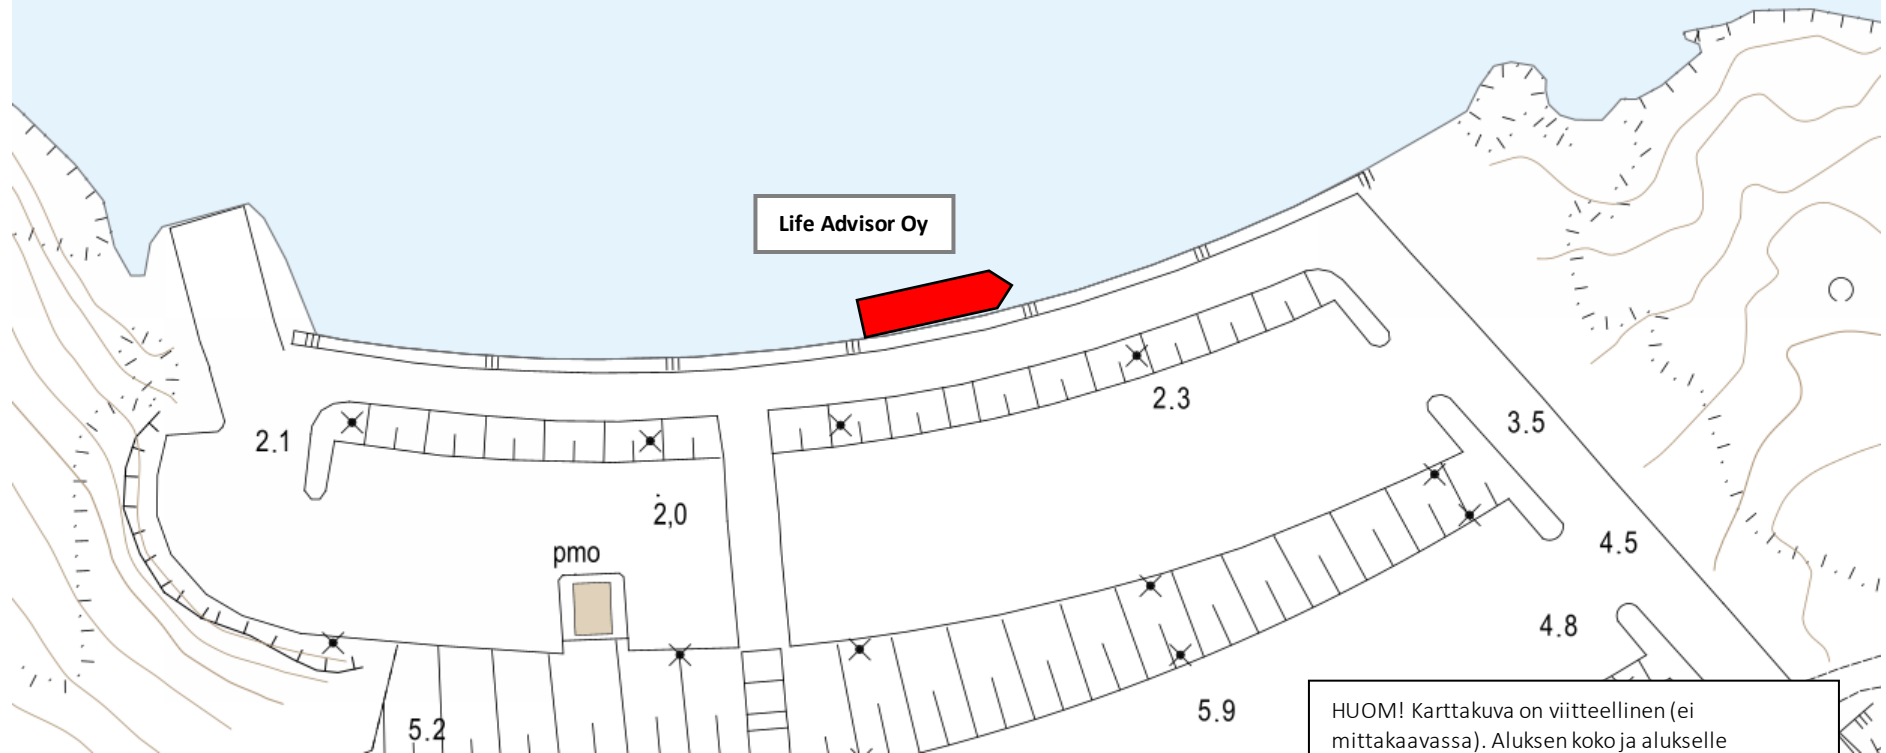 Life Advisor Oy
2.3
3.5
2.1
2,0
4.5
pmo
4.8
5.9
5.2
HUOM! Karttakuva on viitteellinen (ei
mittakaavassa). Aluksen koko ja alukselle